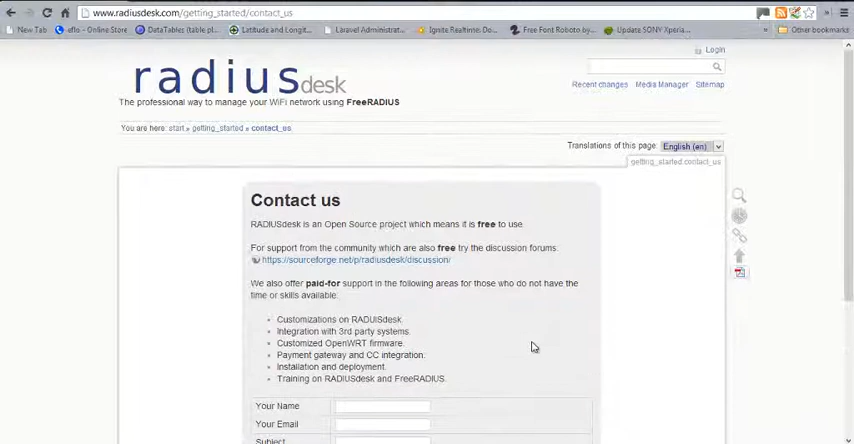 www.radiusdesk.com/getting_started/contact_us
New Tab eflo - Online Store DataTables (table pl... Latitude and Longit... Laravel Administrat... Ignite Realtime: Do... Free Font Roboto by... Update SONY Xperia... » Other bookmarks
Login
radiusdesk
The professional way to manage your WiFi network using FreeRADIUS
Recent changes Media Manager Sitemap
You are here: start » getting_started » contact_us
Translations of this page: English (en)
getting_started:contact_us
Contact us
RADIUSdesk is an Open Source project which means it is free to use.
For support from the community which are also free try the discussion forums:
https://sourceforge.net/p/radiusdesk/discussion/
We also offer paid-for support in the following areas for those who do not have the
time or skills available:
Customizations on RADUISdesk.
Integration with 3rd party systems.
Customized OpenWRT firmware.
Payment gateway and CC integration.
Installation and deployment.
Training on RADIUSdesk and FreeRADIUS.
Your Name
Your Email
Subject